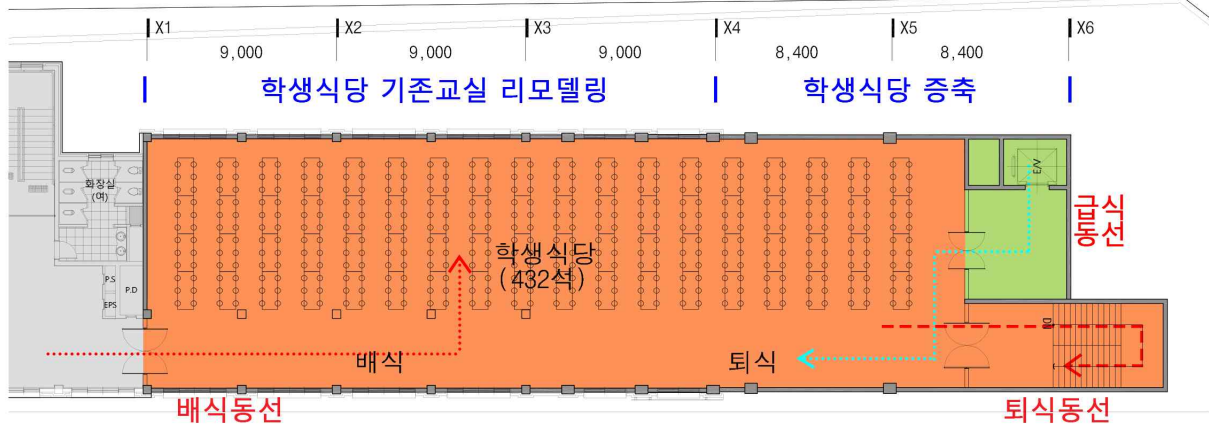 X1 X2 X3 X4 X5 X6
9,000 9,000 9,000 8,400 8,400
학생식당 기존교실 리모델링 학생식당 증축
화장실
(여)
E/V
급식
동선
학생식당
(432석)
P.S
P.D
EPS
DN
배식
퇴식
배식동선
퇴식동선